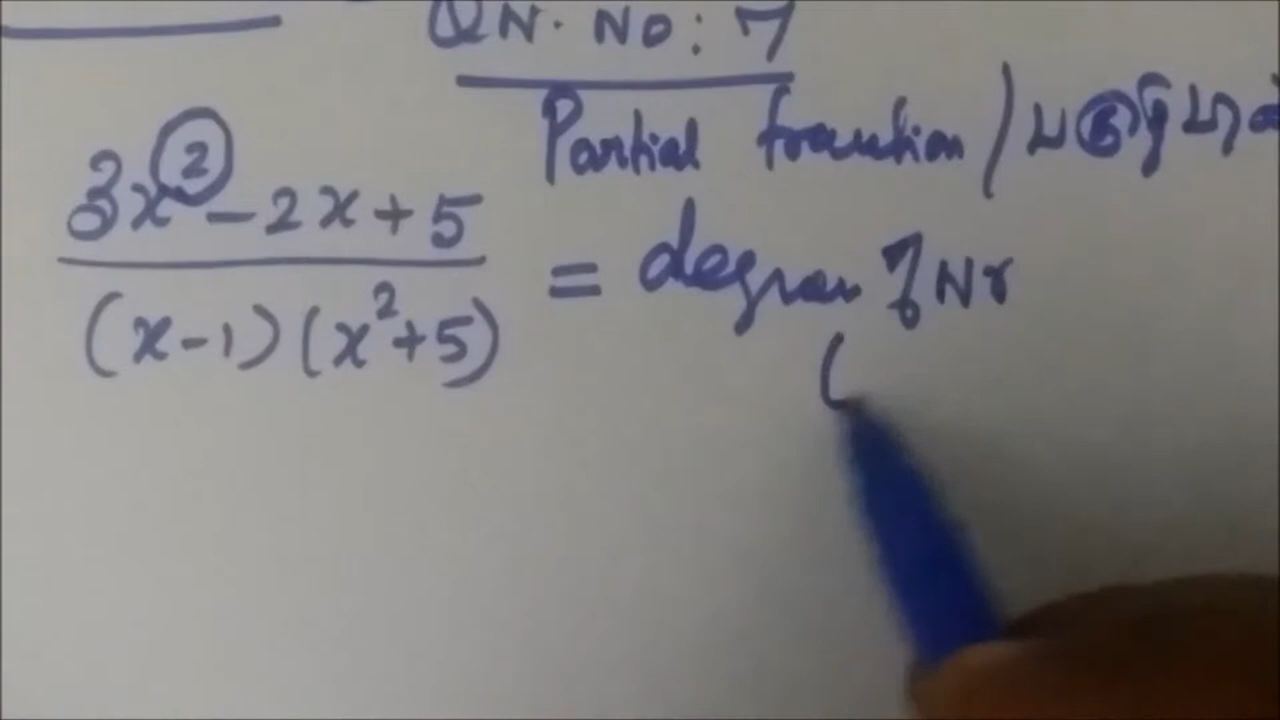 QN. NO: 7
Partial fraction /
3x² - 2x + 5
= degree of Nr
(x-1)(x²+5)
(